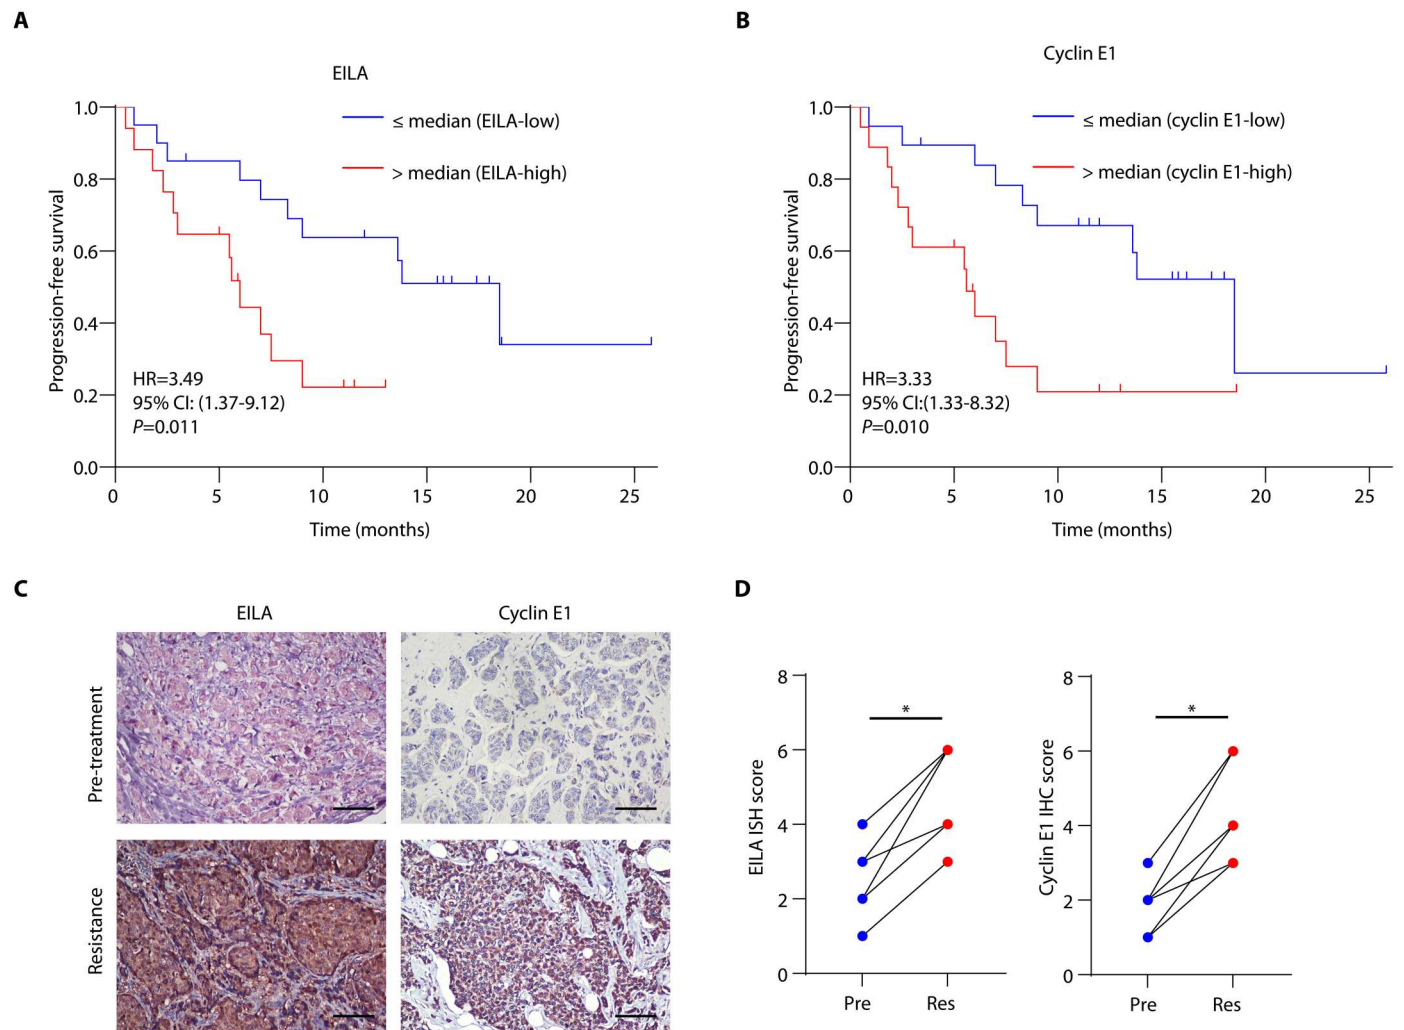 A
EILA
1.0
0.8
0.6
0.4
0.2
0.0
Progression-free survival
≤ median (EILA-low)
> median (EILA-high)
HR=3.49
95% CI: (1.37-9.12)
P=0.011
0 5 10 15 20 25
Time (months)
B
Cyclin E1
1.0
0.8
0.6
0.4
0.2
0.0
Progression-free survival
≤ median (cyclin E1-low)
> median (cyclin E1-high)
HR=3.33
95% CI:(1.33-8.32)
P=0.010
0 5 10 15 20 25
Time (months)
C
EILA Cyclin E1
Pre-treatment
Resistance
D
8
6
4
2
0
EILA ISH score
*
Pre Res
8
6
4
2
0
Cyclin E1 IHC score
*
Pre Res